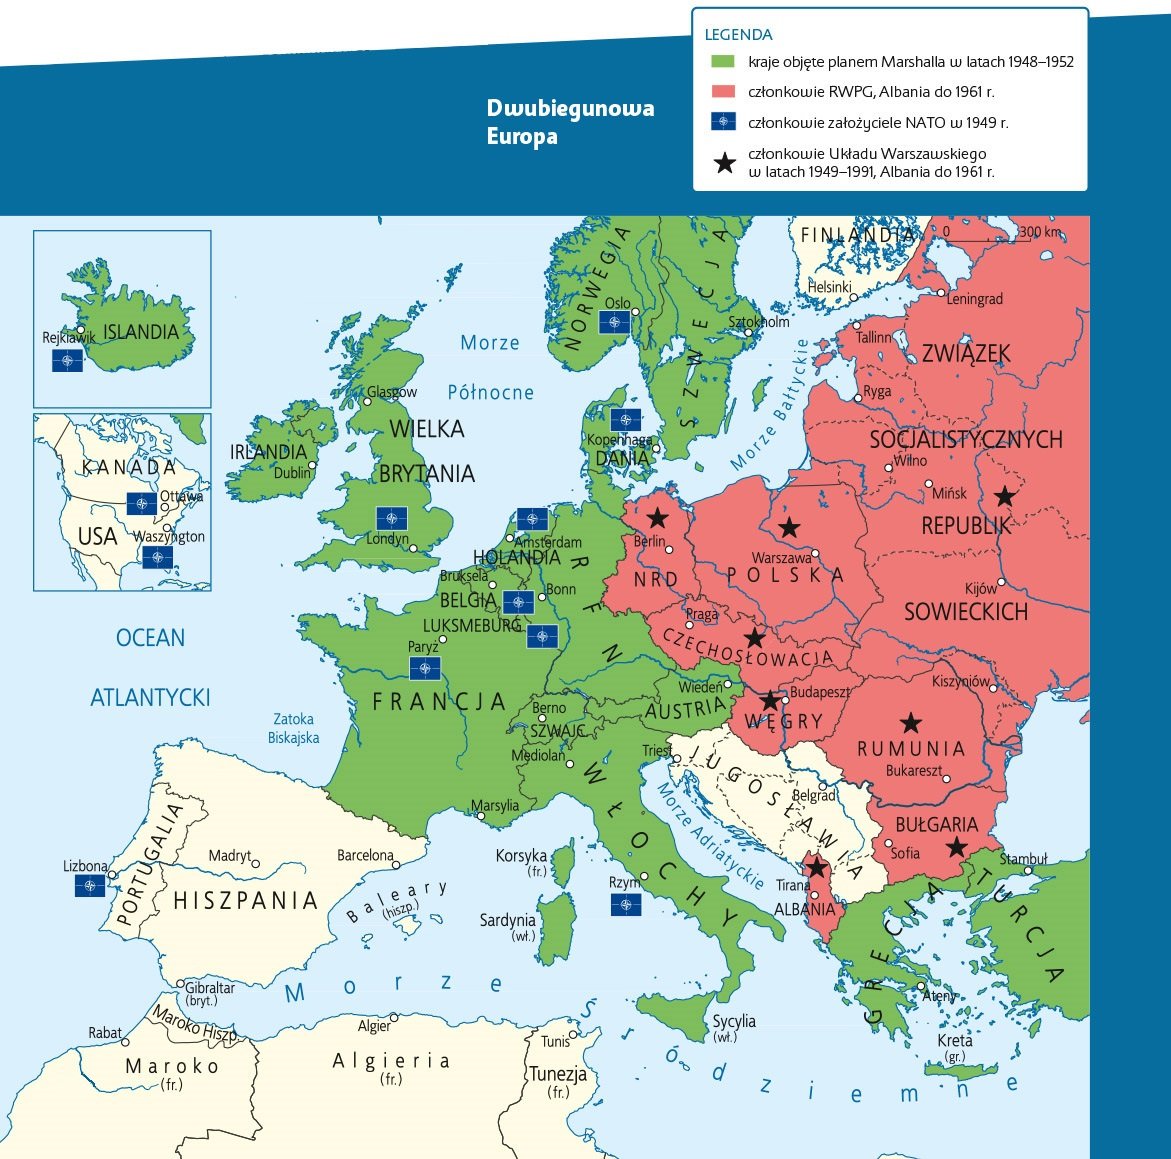 LEGENDA
kraje objęte planem Marshalla w latach 1948–1952
członkowie RWPG, Albania do 1961 r.
członkowie założyciele NATO w 1949 r.
członkowie Układu Warszawskiego
w latach 1949–1991, Albania do 1961 r.
Dwubiegunowa
Europa
0 300 km
FINLANDIA
Helsinki
Leningrad
ISLANDIA
Rejkiawik
NORWEGIA
Oslo
SZWECJA
Sztokholm
Tallinn
ZWIĄZEK
Morze
Północne
Morze Bałtyckie
Ryga
Glasgow
WIELKA
BRYTANIA
IRLANDIA
Dublin
Kopenhaga
DANIA
SOCJALISTYCZNYCH
Wilno
Mińsk
REPUBLIK
KANADA
Ottawa
USA
Waszyngton
Londyn
Amsterdam
HOLANDIA
Berlin
NRD
Warszawa
POLSKA
Kijów
SOWIECKICH
Bruksela
BELGIA
Bonn
RFN
LUKSMEBURG
Praga
CZECHOSŁOWACJA
OCEAN
ATLANTYCKI
Paryż
FRANCJA
Wiedeń
AUSTRIA
Budapeszt
WĘGRY
Kiszyniów
RUMUNIA
Bukareszt
Zatoka
Biskajska
Berno
SZWAJC.
Mediolan
Triest
JUGOSŁAWIA
Belgrad
WŁOCHY
Morze Adriatyckie
Marsylia
BUŁGARIA
Sofia
Stambuł
Korsyka
(fr.)
Rzym
Tirana
ALBANIA
Lizbona
PORTUGALIA
Madryt
Barcelona
HISZPANIA
Baleary
(hiszp.)
Sardynia
(wł.)
GRECJA
TURCJA
Ateny
Morze Śródziemne
Gibraltar
(bryt.)
Maroko Hiszp.
Rabat
Maroko
(fr.)
Algier
Algieria
(fr.)
Tunis
Tunezja
(fr.)
Sycylia
(wł.)
Kreta
(gr.)